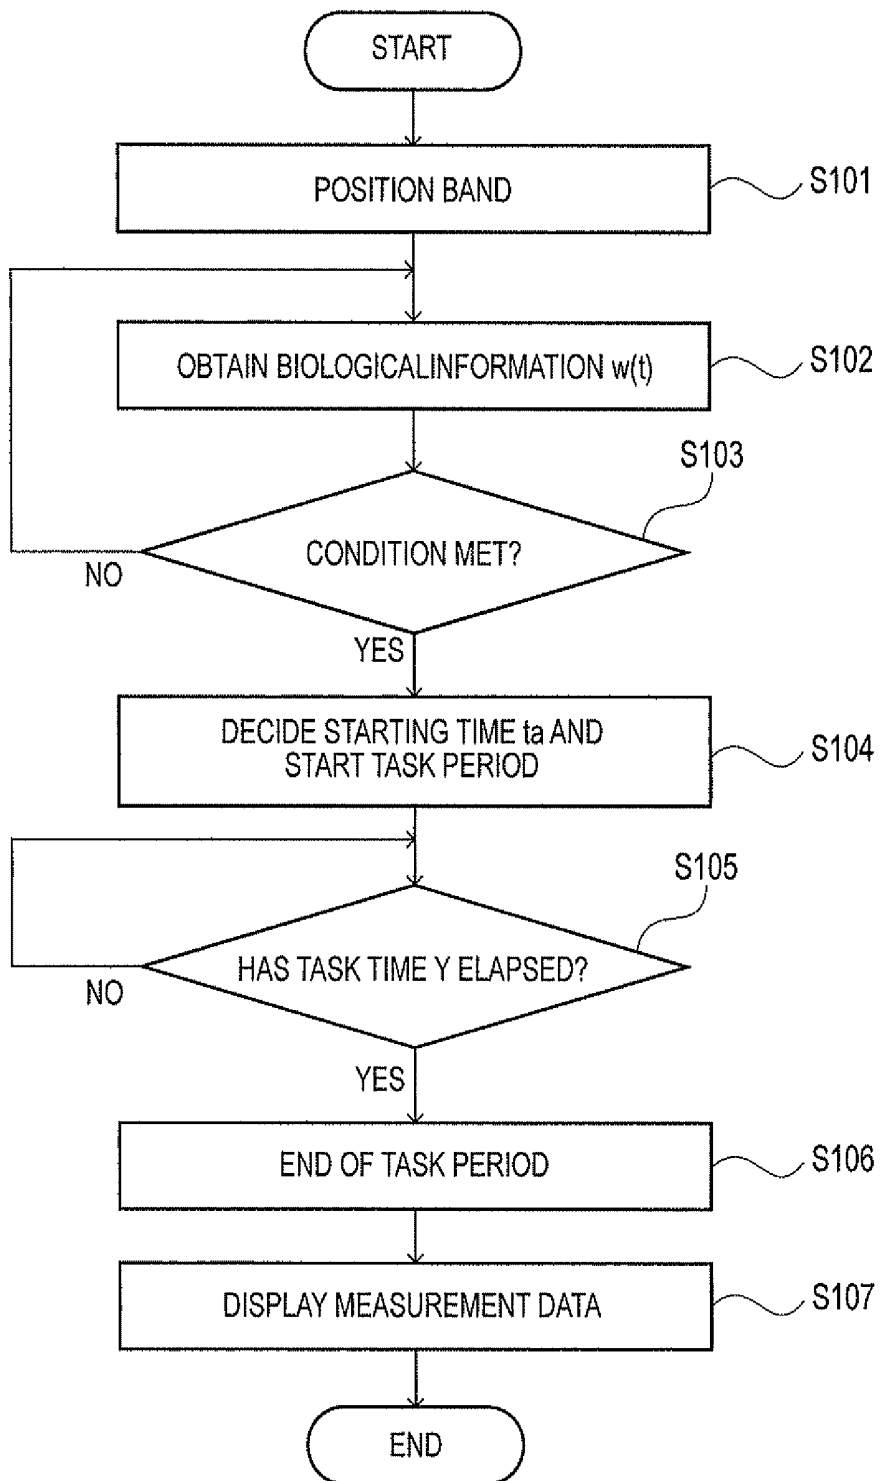 START
POSITION BAND
S101
OBTAIN BIOLOGICALINFORMATION w(t)
S102
S103
CONDITION MET?
NO
YES
DECIDE STARTING TIME ta AND
START TASK PERIOD
S104
S105
HAS TASK TIME Y ELAPSED?
NO
YES
END OF TASK PERIOD
S106
DISPLAY MEASUREMENT DATA
S107
END